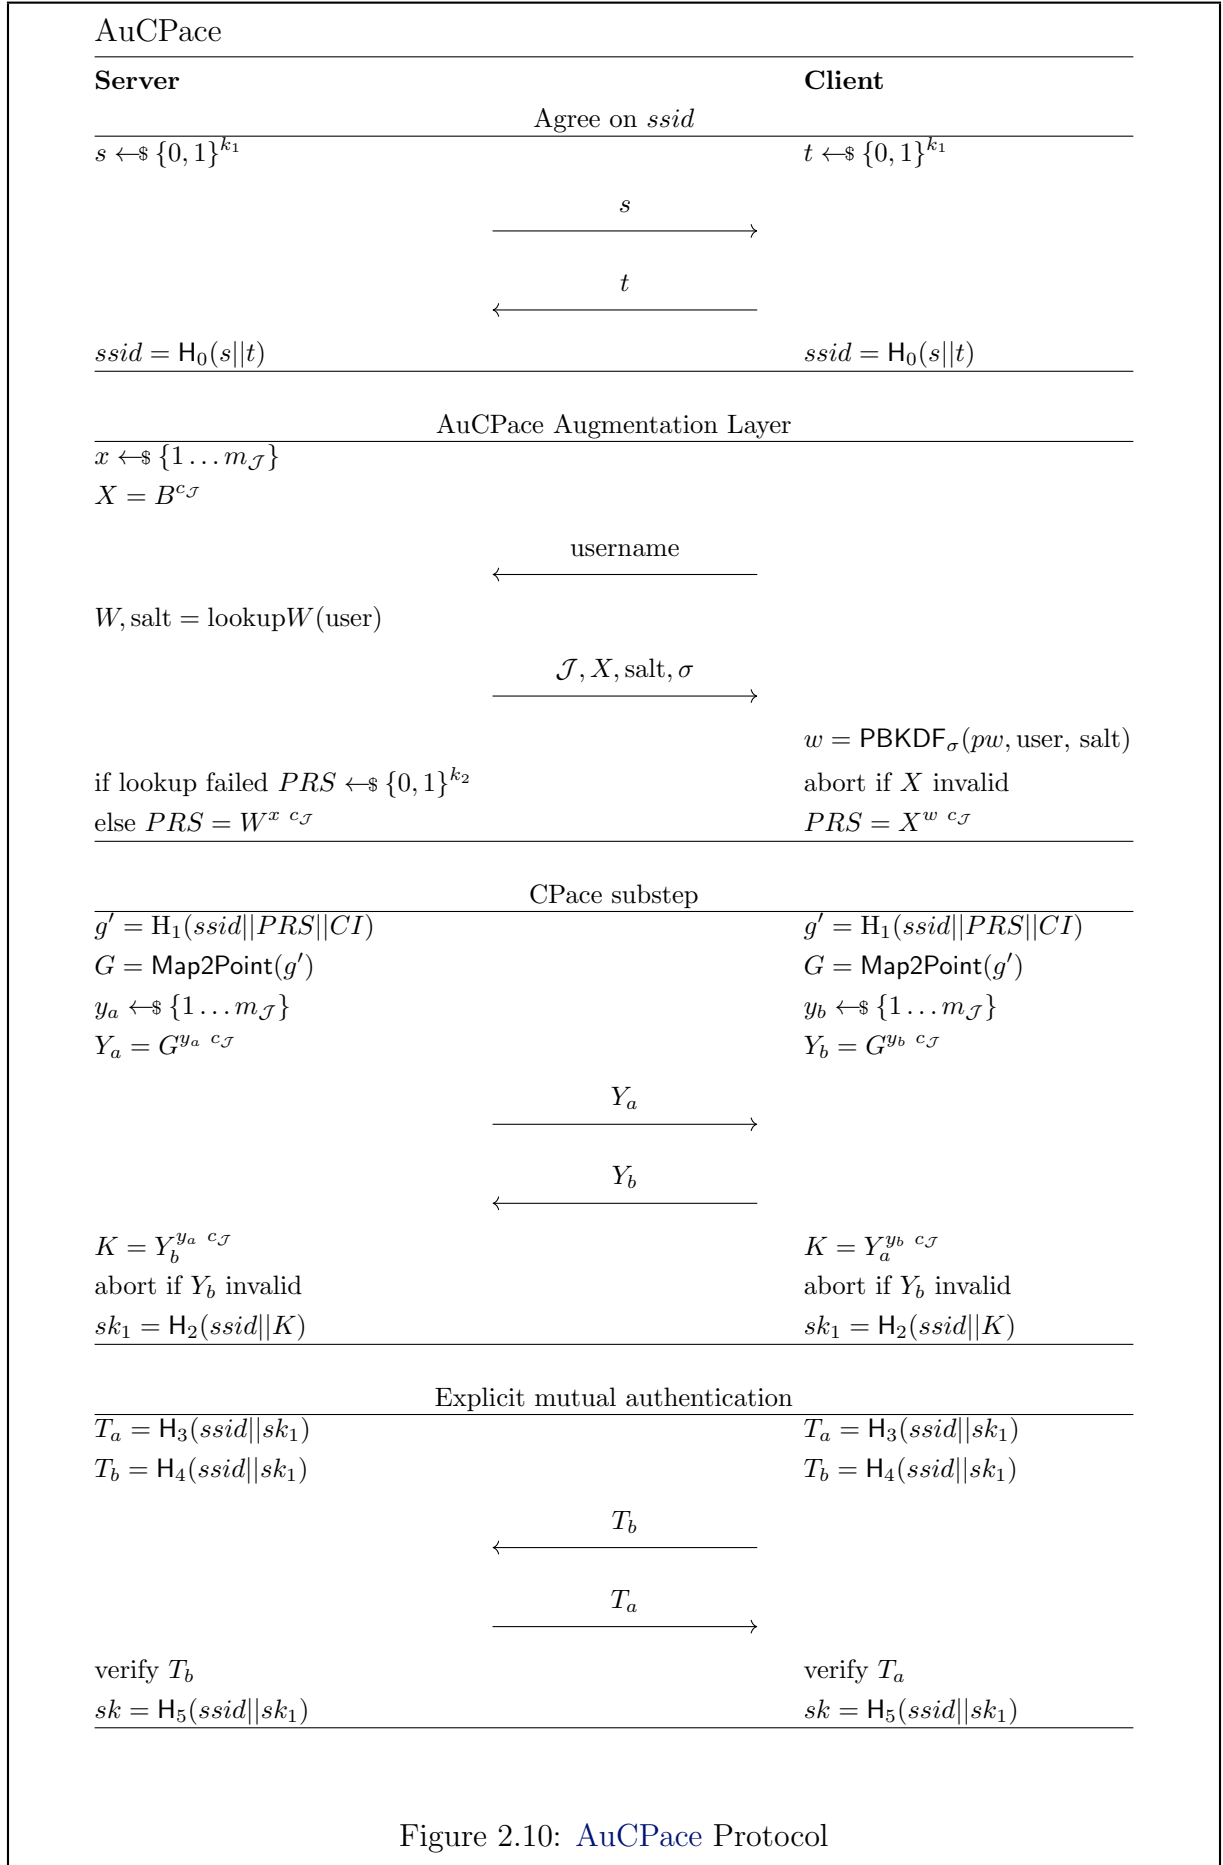 AuCPace
Server Client
Agree on ssid
s ←$ {0, 1}^{k_1} t ←$ {0, 1}^{k_1}
s
t
ssid = H_0(s||t) ssid = H_0(s||t)
AuCPace Augmentation Layer
x ←$ {1 … m_𝒥}
X = B^{c_𝒥}
username
W, salt = lookupW(user)
𝒥, X, salt, σ
w = PBKDF_σ(pw, user, salt)
if lookup failed PRS ←$ {0, 1}^{k_2} abort if X invalid
else PRS = W^{x c_𝒥} PRS = X^{w c_𝒥}
CPace substep
g′ = H_1(ssid||PRS||CI) g′ = H_1(ssid||PRS||CI)
G = Map2Point(g′) G = Map2Point(g′)
y_a ←$ {1 … m_𝒥} y_b ←$ {1 … m_𝒥}
Y_a = G^{y_a c_𝒥} Y_b = G^{y_b c_𝒥}
Y_a
Y_b
K = Y_b^{y_a c_𝒥} K = Y_a^{y_b c_𝒥}
abort if Y_b invalid abort if Y_b invalid
sk_1 = H_2(ssid||K) sk_1 = H_2(ssid||K)
Explicit mutual authentication
T_a = H_3(ssid||sk_1) T_a = H_3(ssid||sk_1)
T_b = H_4(ssid||sk_1) T_b = H_4(ssid||sk_1)
T_b
T_a
verify T_b verify T_a
sk = H_5(ssid||sk_1) sk = H_5(ssid||sk_1)
Figure 2.10: AuCPace Protocol